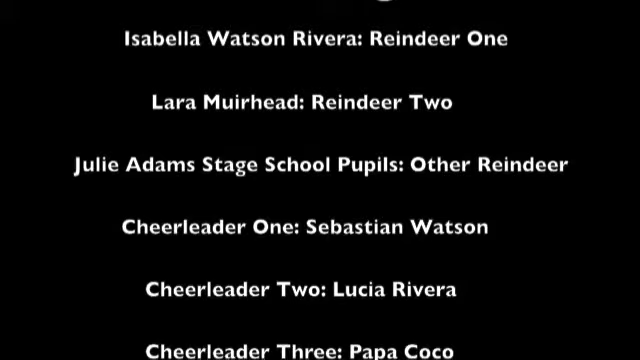 Isabella Watson Rivera: Reindeer One
Lara Muirhead: Reindeer Two
Julie Adams Stage School Pupils: Other Reindeer
Cheerleader One: Sebastian Watson
Cheerleader Two: Lucia Rivera
Cheerleader Three: Papa Coco